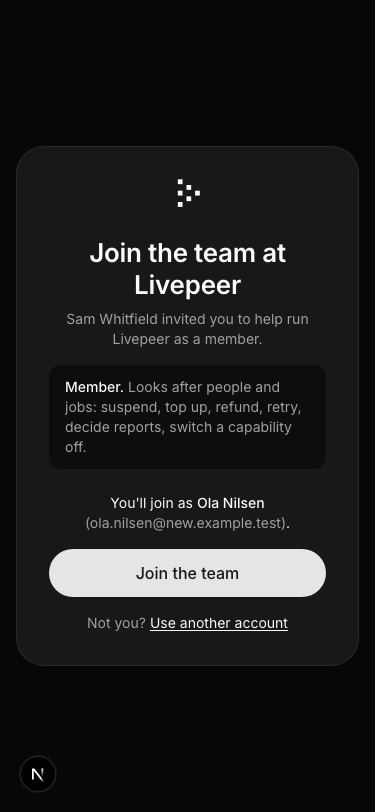 Join the team at
Livepeer
Sam Whitfield invited you to help run
Livepeer as a member.
Member. Looks after people and
jobs: suspend, top up, refund, retry,
decide reports, switch a capability
off.
You'll join as Ola Nilsen
(ola.nilsen@new.example.test).
Join the team
Not you? Use another account
N